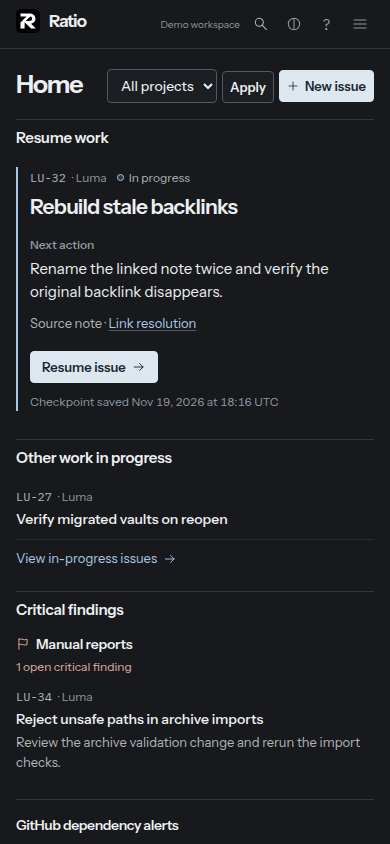 Ratio
Demo workspace
Home
All projects
Apply
+ New issue
Resume work
LU-32 · Luma In progress
Rebuild stale backlinks
Next action
Rename the linked note twice and verify the
original backlink disappears.
Source note · Link resolution
Resume issue →
Checkpoint saved Nov 19, 2026 at 18:16 UTC
Other work in progress
LU-27 · Luma
Verify migrated vaults on reopen
View in-progress issues →
Critical findings
Manual reports
1 open critical finding
LU-34 · Luma
Reject unsafe paths in archive imports
Review the archive validation change and rerun the import
checks.
GitHub dependency alerts